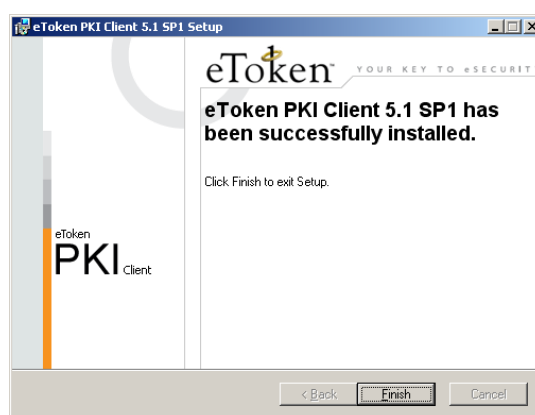 eToken PKI Client 5.1 SP1 Setup
eToken™
YOUR KEY TO eSECURIT
eToken PKI Client 5.1 SP1 has
been successfully installed.
Click Finish to exit Setup.
eToken
PKI Client
< Back
Finish
Cancel